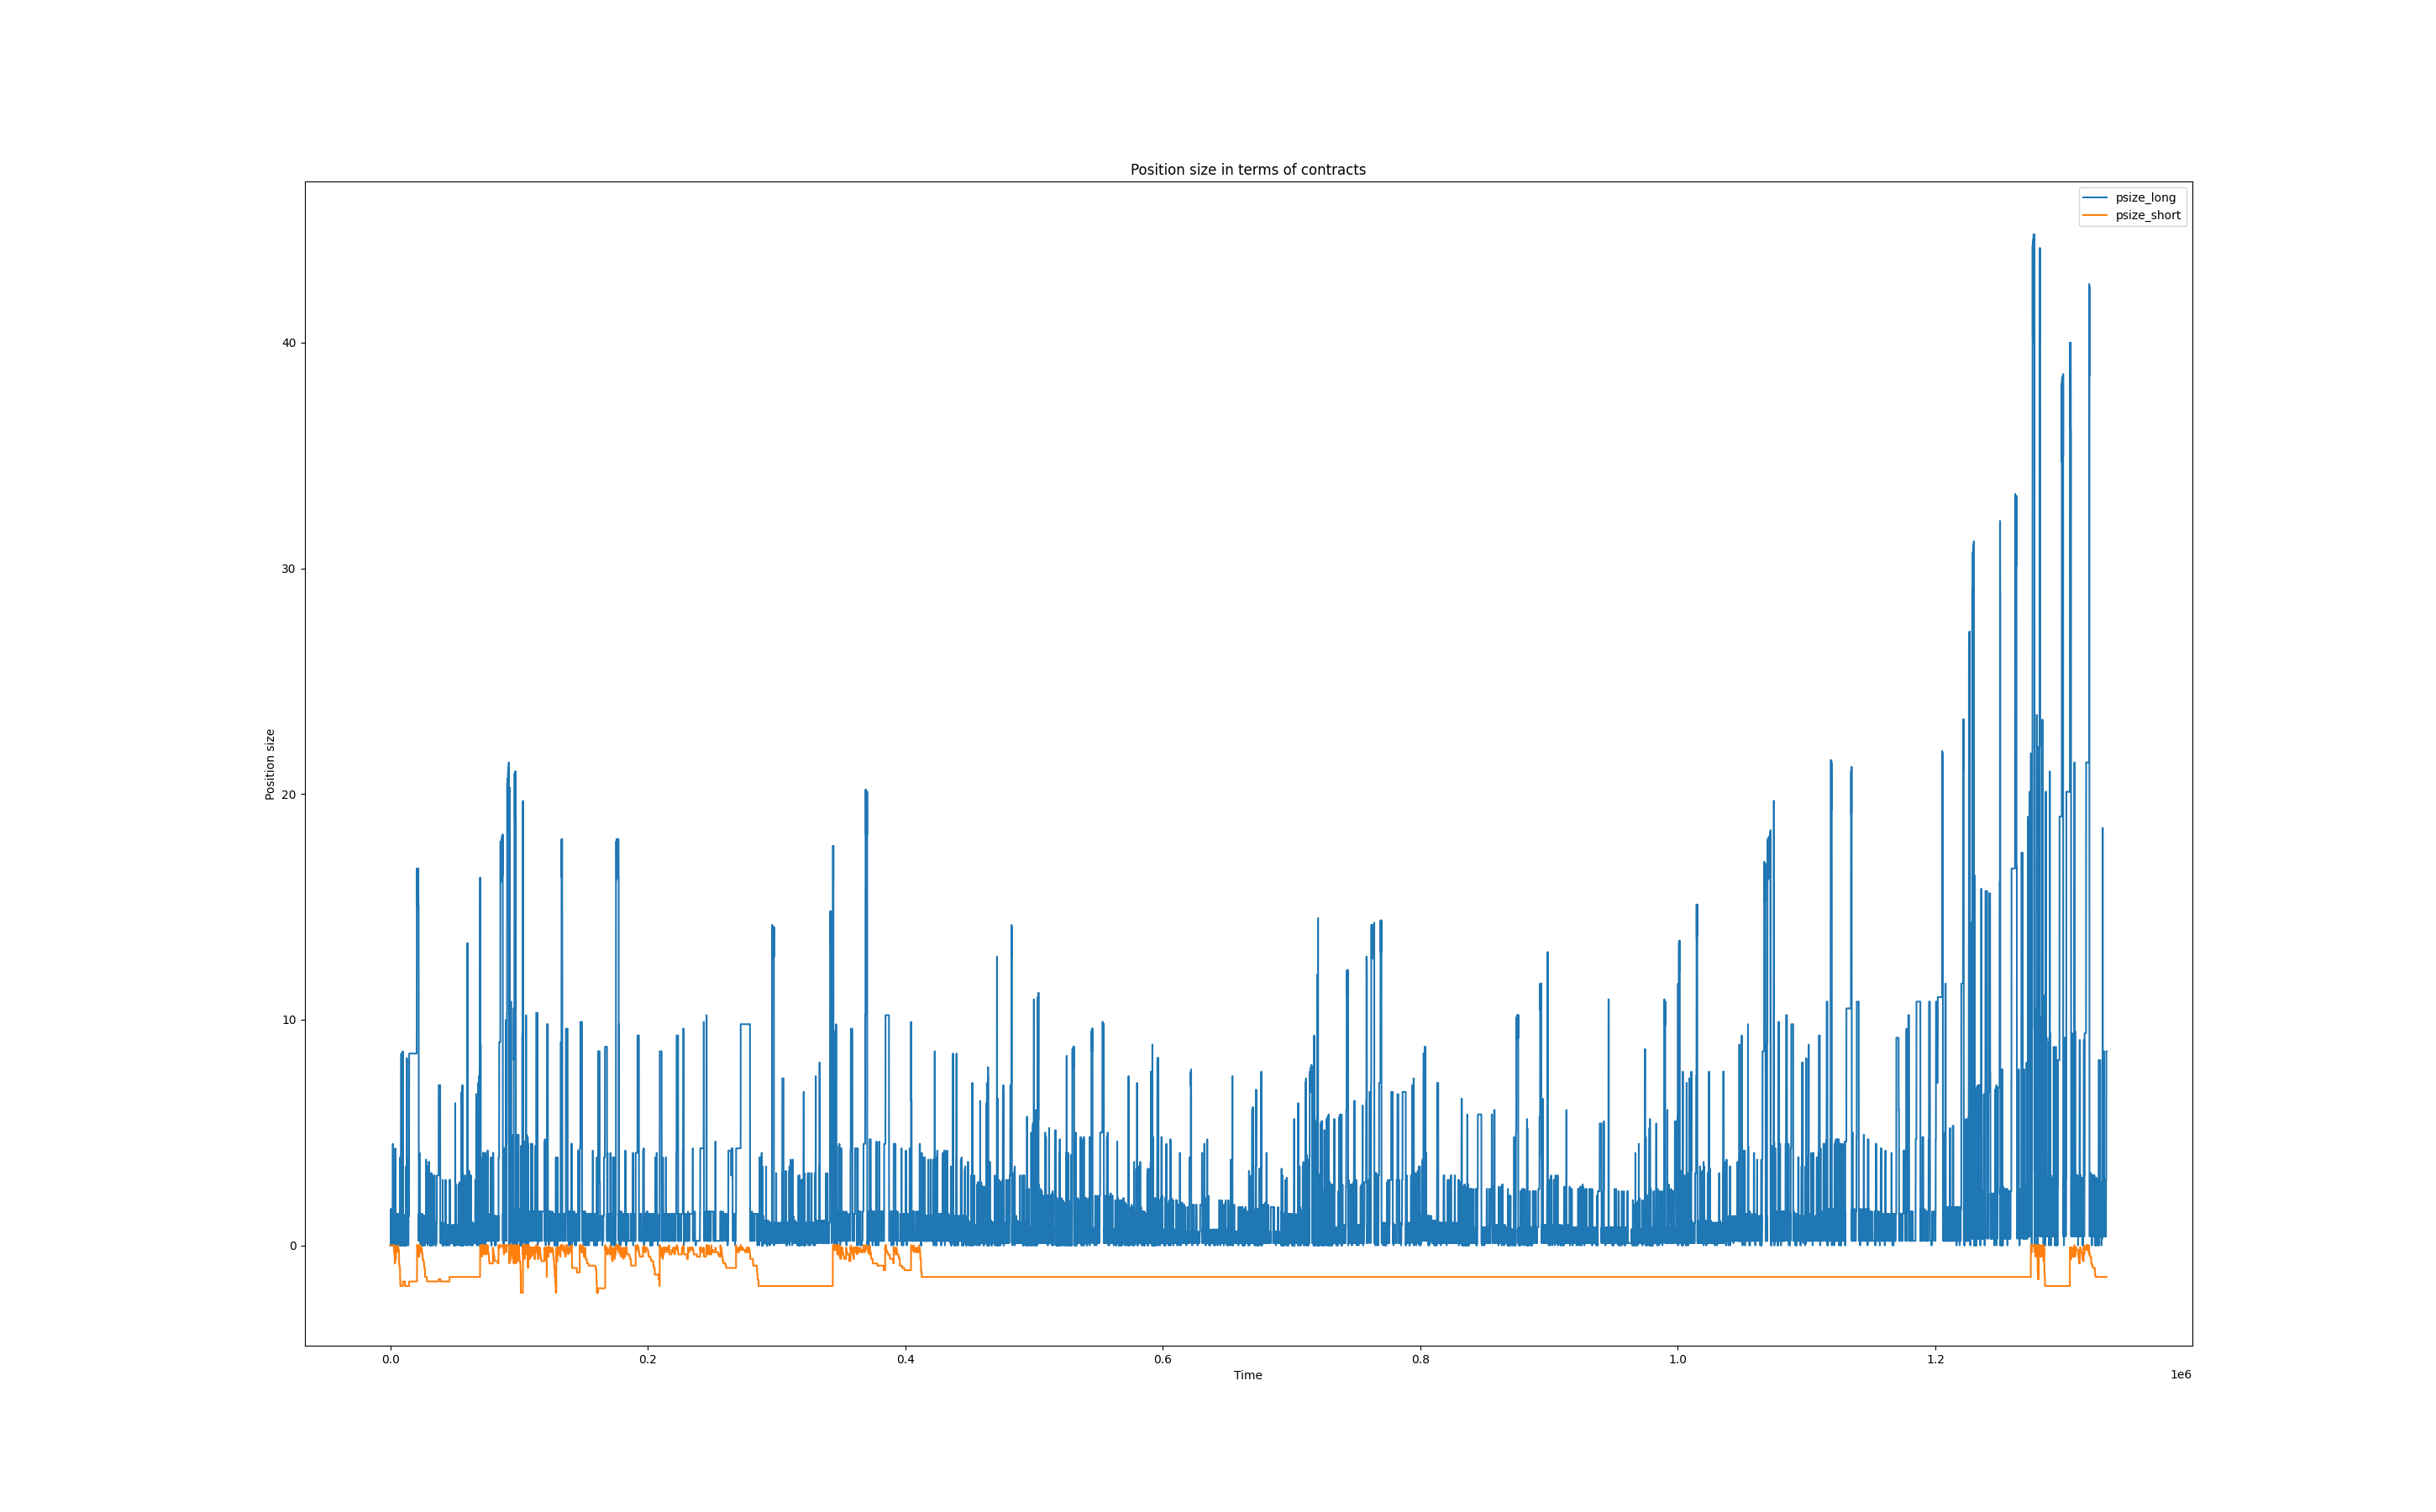 Position size in terms of contracts
psize_long
psize_short
Position size
40
30
20
10
0
0.0 0.2 0.4 0.6 0.8 1.0 1.2
1e6
Time